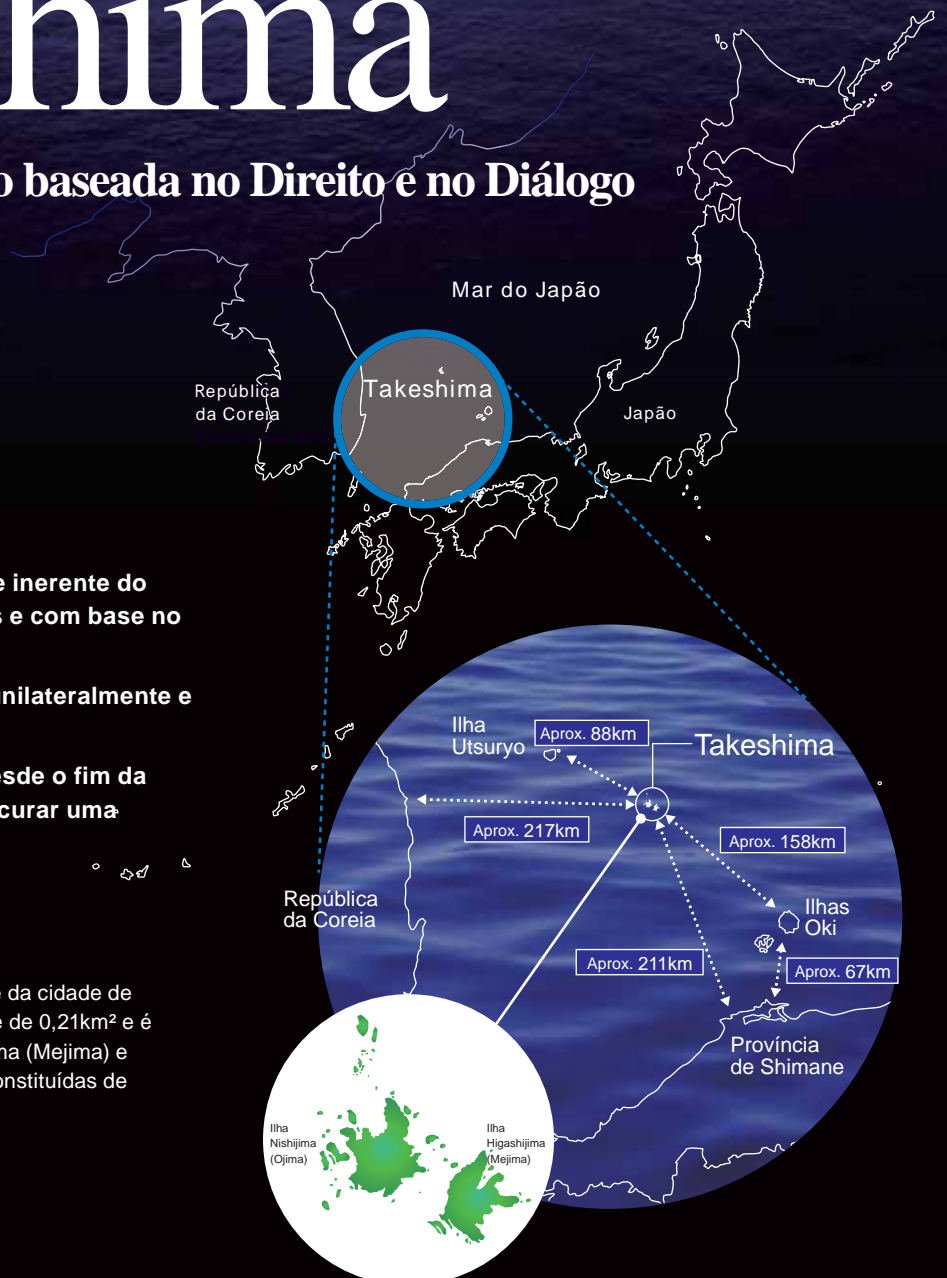 hima
o baseada no Direito e no Diálogo
Mar do Japão
República
da Coreia
Takeshima
Japão
e inerente do
s e com base no
unilateralmente e
esde o fim da
curar uma
Ilha
Utsuryo
Aprox. 88km
Takeshima
Aprox. 217km
Aprox. 158km
República
da Coreia
Ilhas
Oki
Aprox. 211km
Aprox. 67km
Província
de Shimane
e da cidade de
e de 0,21km² e é
ma (Mejima) e
onstituídas de
Ilha
Nishijima
(Ojima)
Ilha
Higashijima
(Mejima)